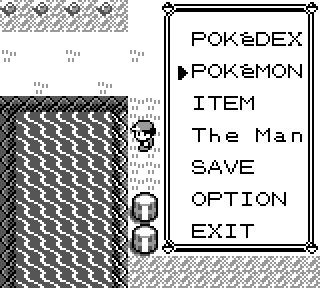 POKéDEX
POKéMON
ITEM
The Man
SAVE
OPTION
EXIT